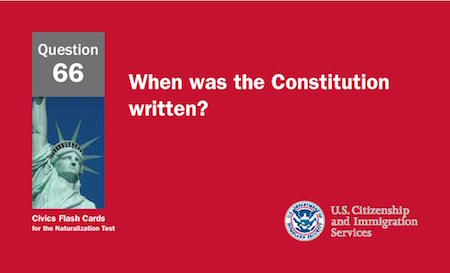 Question
66
When was the Constitution
written?
Civics Flash Cards
for the Naturalization Test
U.S. Citizenship
and Immigration
Services